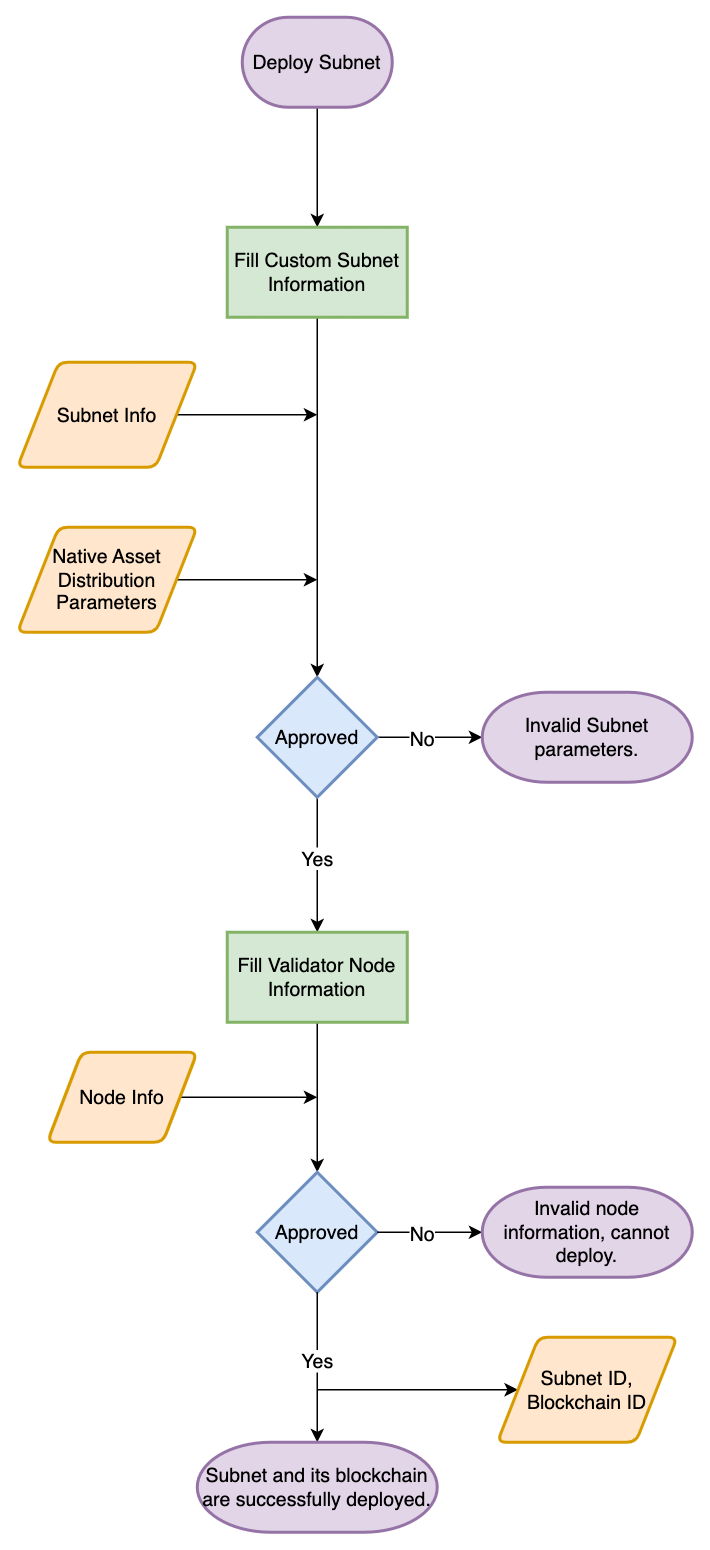 Deploy Subnet
Fill Custom Subnet
Information
Subnet Info
Native Asset
Distribution
Parameters
Approved
No
Invalid Subnet
parameters.
Yes
Fill Validator Node
Information
Node Info
Approved
No
Invalid node
information, cannot
deploy.
Yes
Subnet ID,
Blockchain ID
Subnet and its blockchain
are successfully deployed.